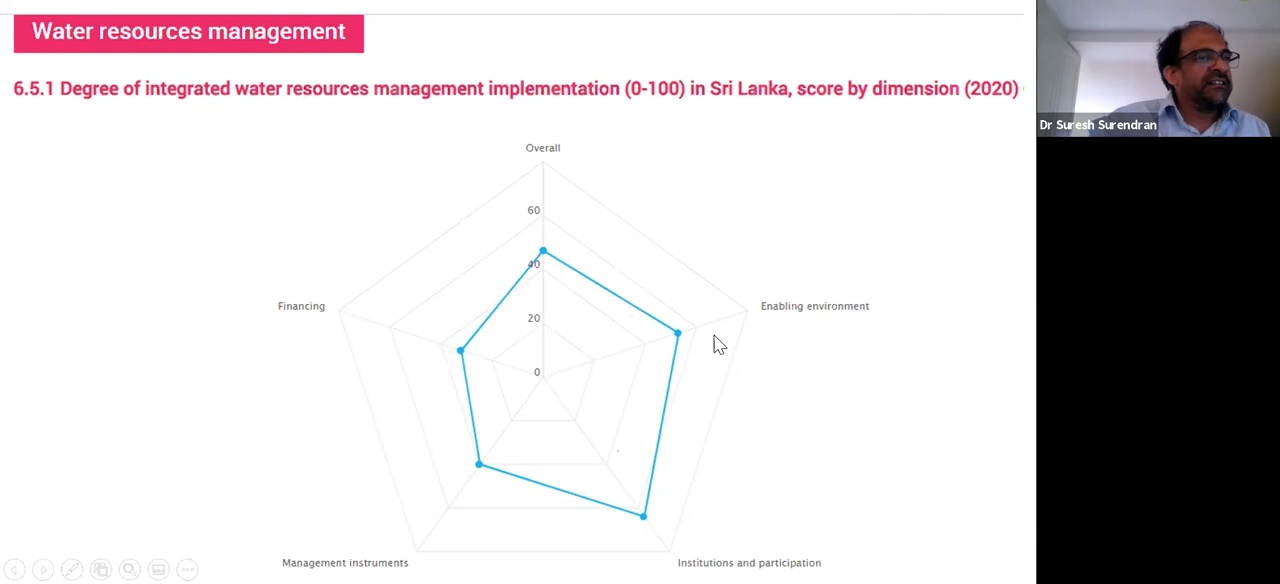 Water resources management
6.5.1 Degree of integrated water resources management implementation (0-100) in Sri Lanka, score by dimension (2020)
Dr Suresh Surendran
Overall
60
40
20
0
Financing
Enabling environment
Management instruments
Institutions and participation